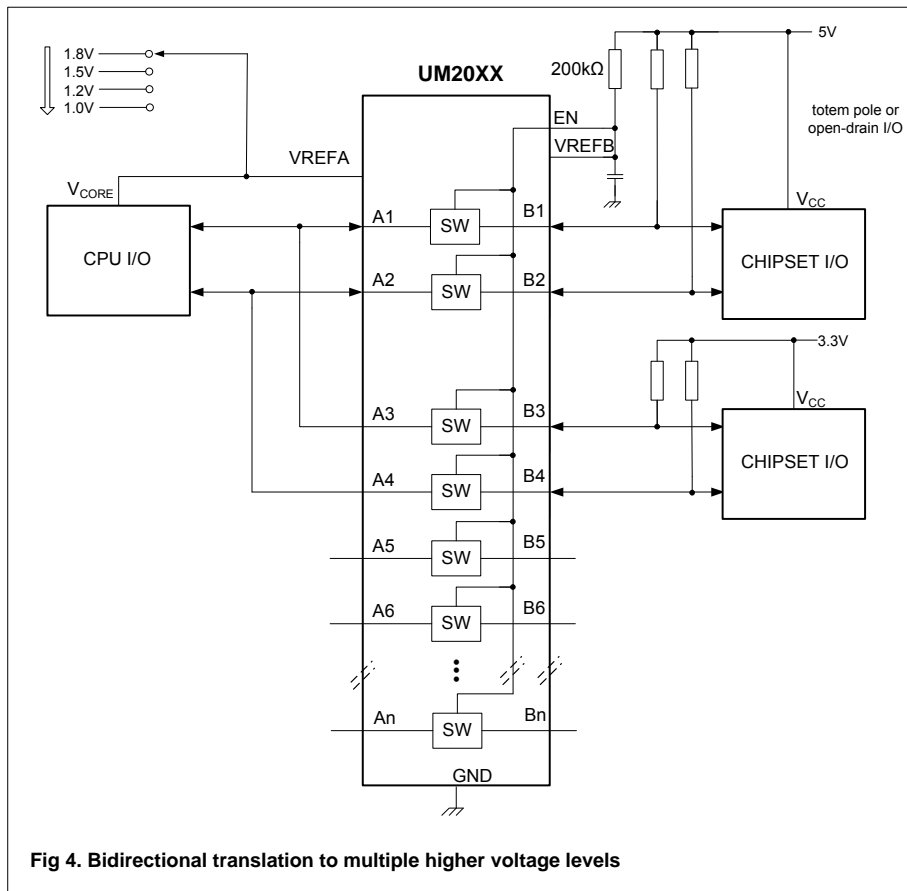 1.8V
1.5V
1.2V
1.0V
UM20XX
200kΩ
5V
totem pole or
open-drain I/O
EN
VREFB
VREFA
VCORE
CPU I/O
A1
SW
B1
VCC
CHIPSET I/O
A2
SW
B2
3.3V
A3
SW
B3
VCC
CHIPSET I/O
A4
SW
B4
A5
SW
B5
A6
SW
B6
An
SW
Bn
GND
Fig 4. Bidirectional translation to multiple higher voltage levels